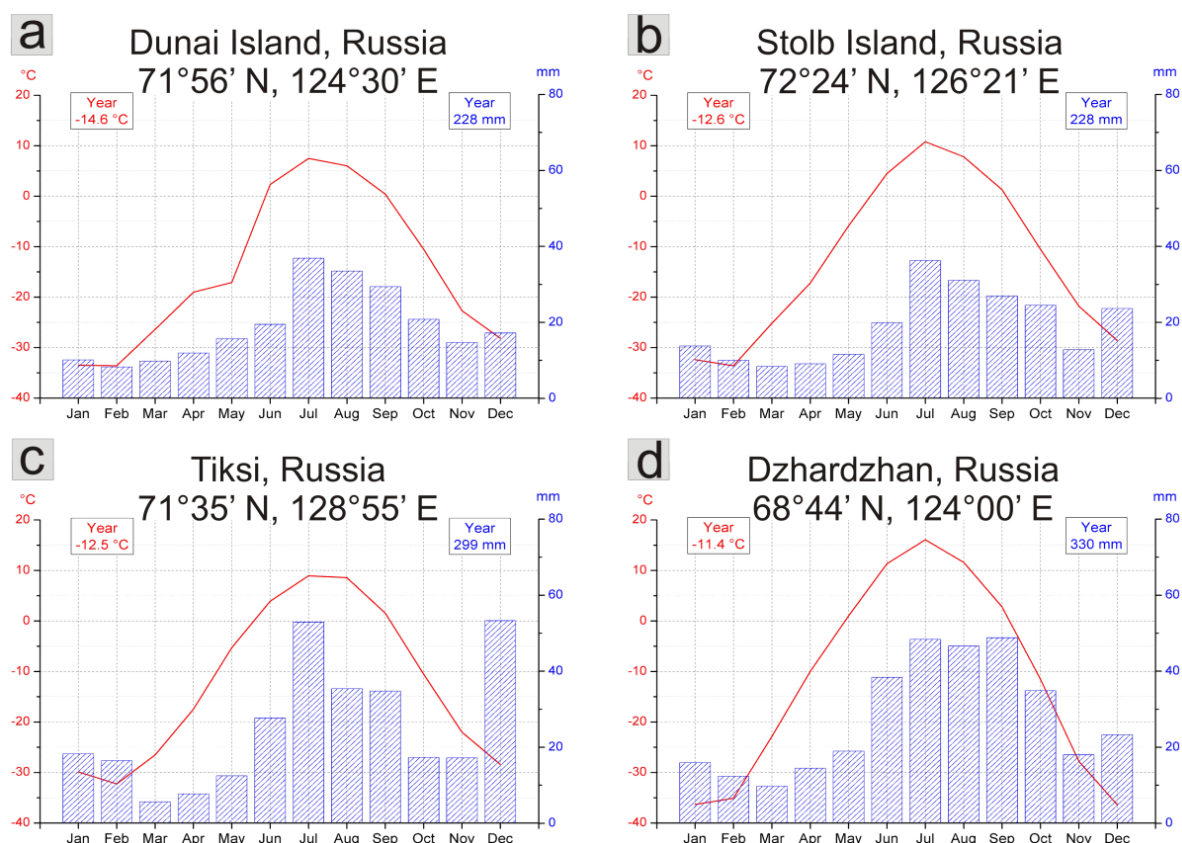 a
Dunai Island, Russia
71°56’ N, 124°30’ E
°C
mm
Year
-14.6 °C
Year
228 mm
20
10
0
-10
-20
-30
-40
80
60
40
20
0
Jan Feb Mar Apr May Jun Jul Aug Sep Oct Nov Dec
b
Stolb Island, Russia
72°24’ N, 126°21’ E
°C
mm
Year
-12.6 °C
Year
228 mm
20
10
0
-10
-20
-30
-40
80
60
40
20
0
Jan Feb Mar Apr May Jun Jul Aug Sep Oct Nov Dec
c
Tiksi, Russia
71°35’ N, 128°55’ E
°C
mm
Year
-12.5 °C
Year
299 mm
20
10
0
-10
-20
-30
-40
80
60
40
20
0
Jan Feb Mar Apr May Jun Jul Aug Sep Oct Nov Dec
d
Dzhardzhan, Russia
68°44’ N, 124°00’ E
°C
mm
Year
-11.4 °C
Year
330 mm
20
10
0
-10
-20
-30
-40
80
60
40
20
0
Jan Feb Mar Apr May Jun Jul Aug Sep Oct Nov Dec